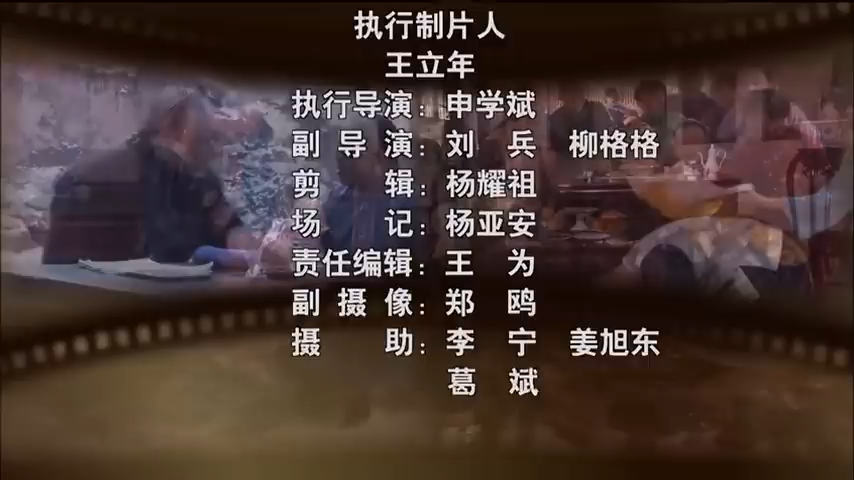 执行制片人
王立年
执行导演：申学斌
副导演：刘兵 柳格格
剪辑：杨耀祖
场记：杨亚安
责任编辑：王为
副摄像：郑鸥
摄助：李宁 姜旭东
葛斌